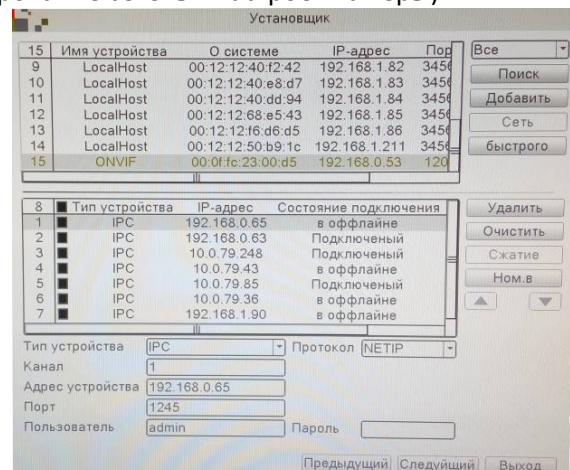 Установщик
15 Имя устройства О системе IP-адрес Пор Все
9 LocalHost 00:12:12:40:f2:42 192.168.1.82 3456
10 LocalHost 00:12:12:40:e8:d7 192.168.1.83 3456
11 LocalHost 00:12:12:40:dd:94 192.168.1.84 3456
12 LocalHost 00:12:12:68:e5:43 192.168.1.85 3456
13 LocalHost 00:12:12:f6:d6:d5 192.168.1.86 3456
14 LocalHost 00:12:12:50:b9:1c 192.168.1.211 3456
15 ONVIF 00:0f:fc:23:00:d5 192.168.0.53 120
Поиск
Добавить
Сеть
быстрого
8 Тип устройства IP-адрес Состояние подключения
1 IPC 192.168.0.65 в оффлайне
2 IPC 192.168.0.63 Подключеный
3 IPC 10.0.79.248 Подключеный
4 IPC 10.0.79.43 в оффлайне
5 IPC 10.0.79.85 Подключеный
6 IPC 10.0.79.36 в оффлайне
7 IPC 192.168.1.90 в оффлайне
Удалить
Очистить
Сжатие
Ном.в
Тип устройства IPC Протокол NETIP
Канал 1
Адрес устройства 192.168.0.65
Порт 1245
Пользователь admin Пароль
Предыдущий Следуйщий Выход